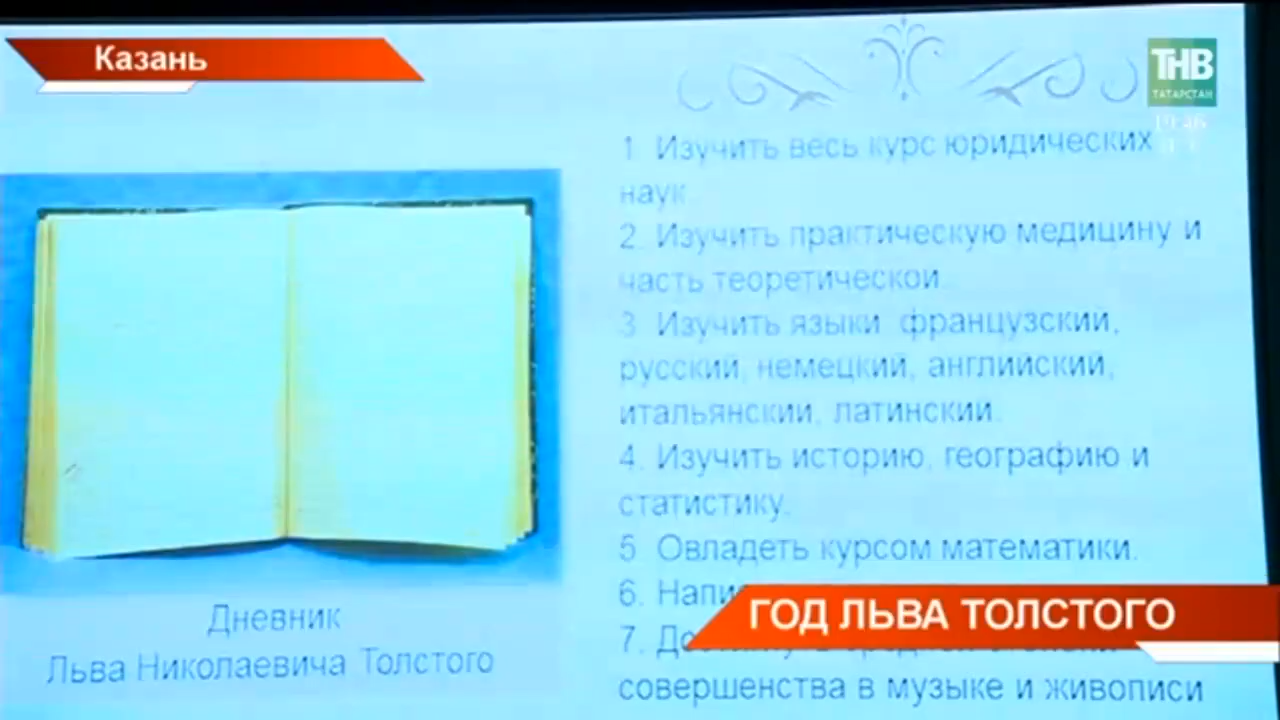 Казань
ТНВ
ТАТАРСТАН
19:46
1. Изучить весь курс юридических
наук
2. Изучить практическую медицину и
часть теоретической
3. Изучить языки французский,
русский, немецкий, английский,
итальянский, латинский.
4. Изучить историю, географию и
статистику.
5. Овладеть курсом математики.
6.
7.
совершенства в музыке и живописи
Дневник
Льва Николаевича Толстого
ГОД ЛЬВА ТОЛСТОГО